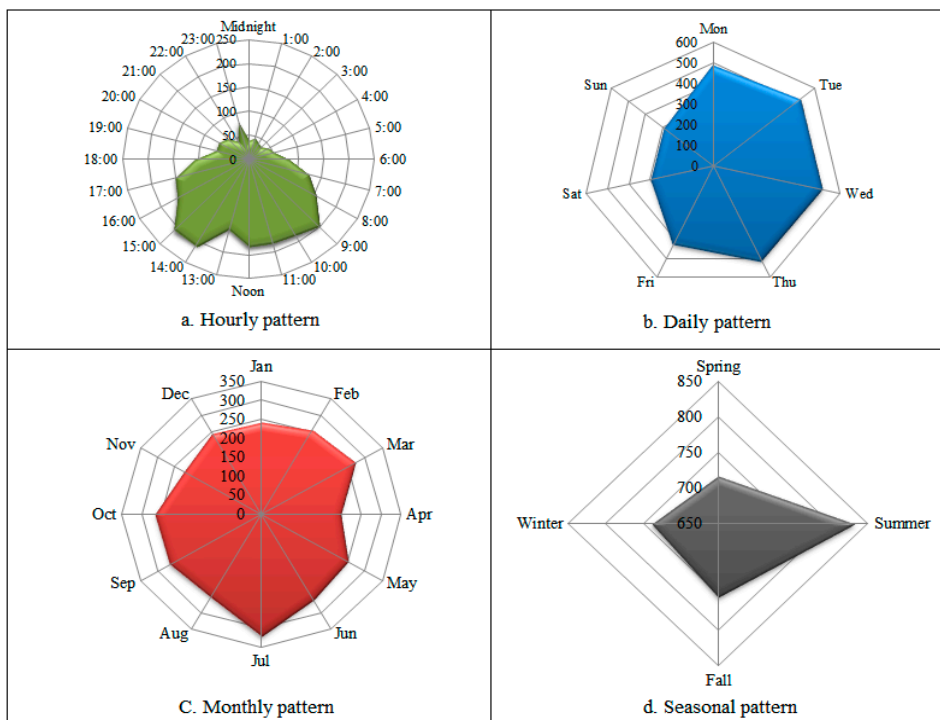 Midnight
250
200
150
100
50
0
1:00
2:00
3:00
4:00
5:00
6:00
7:00
8:00
9:00
10:00
11:00
Noon
13:00
14:00
15:00
16:00
17:00
18:00
19:00
20:00
21:00
22:00
23:00
a. Hourly pattern
Mon
600
500
400
300
200
100
0
Tue
Wed
Thu
Fri
Sat
Sun
b. Daily pattern
Jan
350
300
250
200
150
100
50
0
Feb
Mar
Apr
May
Jun
Jul
Aug
Sep
Oct
Nov
Dec
C. Monthly pattern
Spring
850
800
750
700
650
Summer
Fall
Winter
d. Seasonal pattern